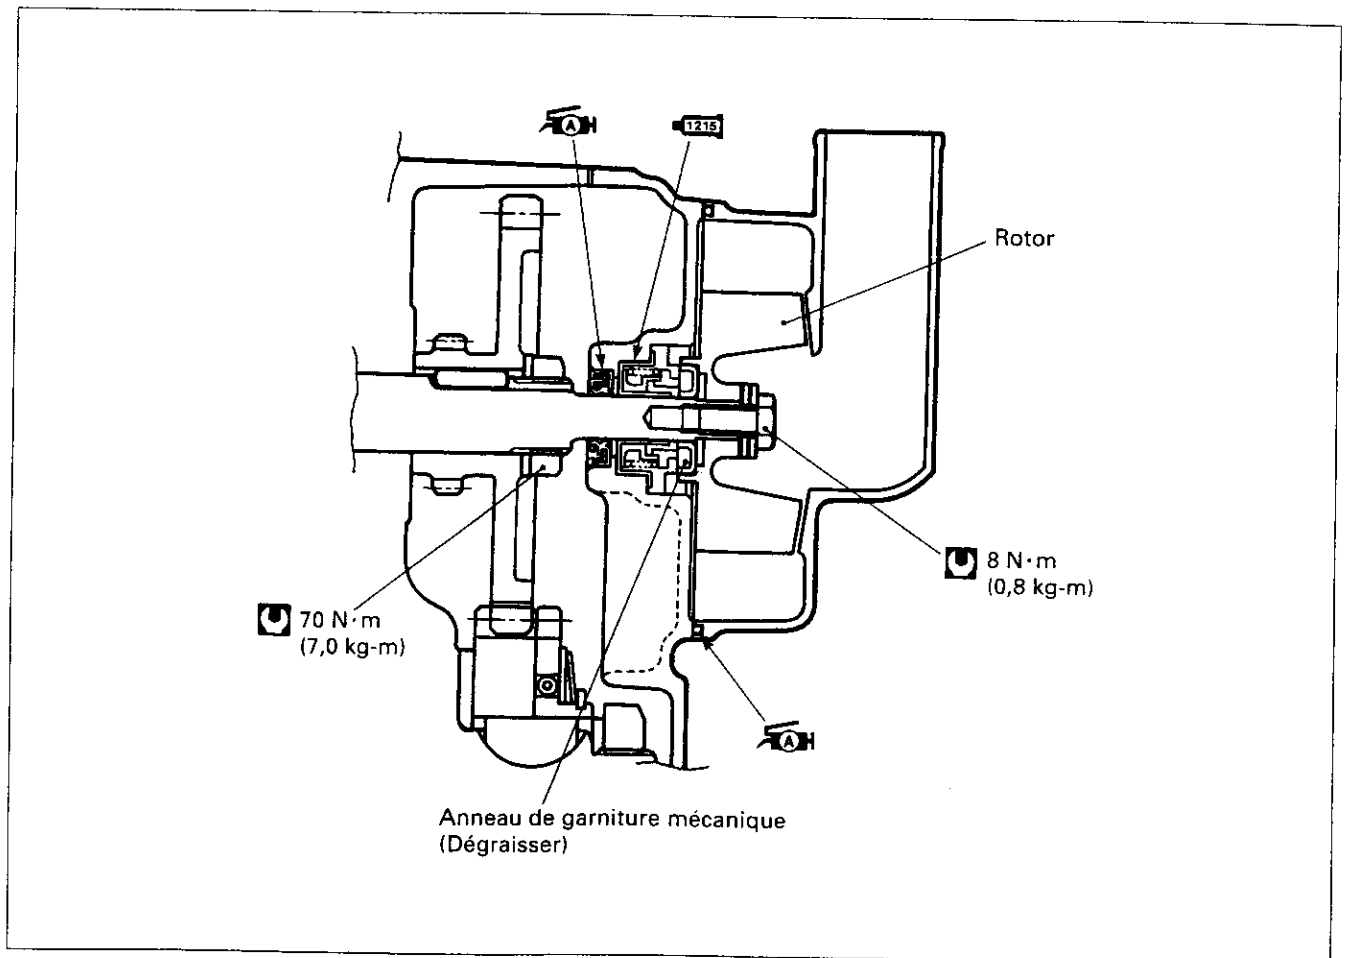 A
1215
Rotor
8 N·m
(0,8 kg-m)
70 N·m
(7,0 kg-m)
A
Anneau de garniture mécanique
(Dégraisser)